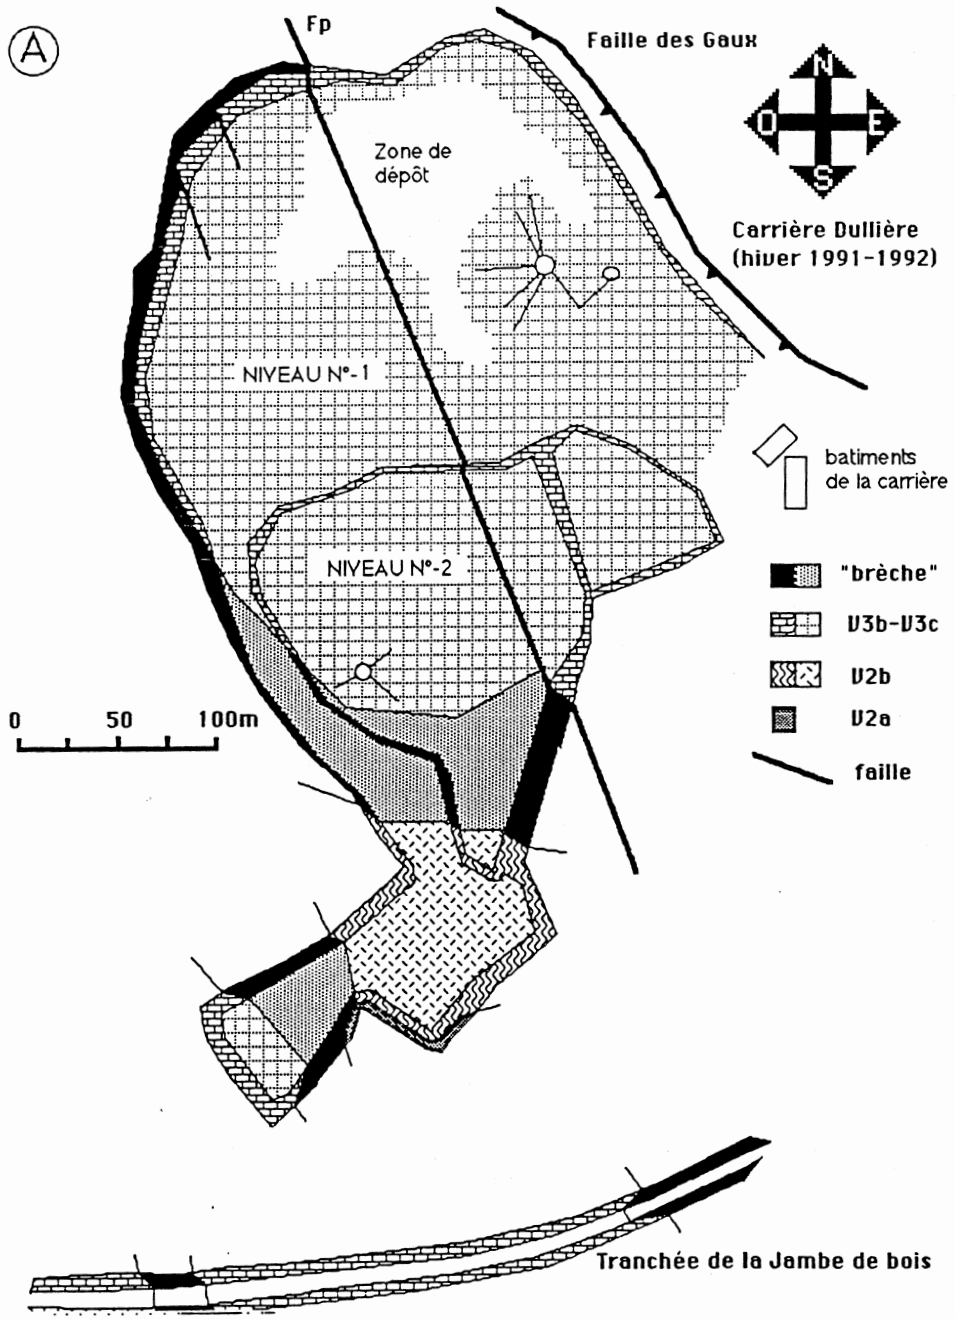 A
Fp
Faille des Gaux
N
O
E
S
Zone de
dépôt
Carrière Dullière
(hiver 1991-1992)
NIVEAU N°-1
batiments
de la carrière
NIVEAU N°-2
"brèche"
V3b-V3c
V2b
V2a
faille
0 50 100m
Tranchée de la Jambe de bois